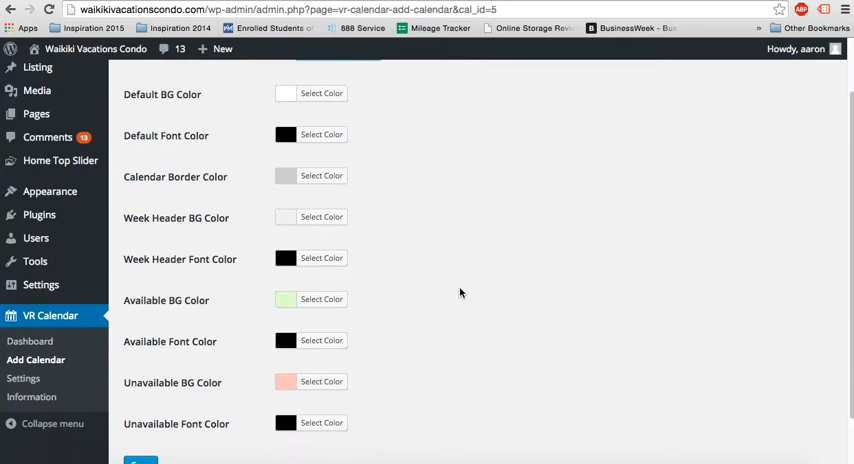 waikikivacationscondo.com/wp-admin/admin.php?page=vr-calendar-add-calendar&cal_id=5
ABP
Apps Inspiration 2015 Inspiration 2014 Enrolled Students of 888 Service Mileage Tracker Online Storage Revie BusinessWeek - Bus » Other Bookmarks
Waikiki Vacations Condo 13 + New Howdy, aaron
Listing
Media
Pages
Comments 13
Home Top Slider
Appearance
Plugins
Users
Tools
Settings
VR Calendar
Dashboard
Add Calendar
Settings
Information
Collapse menu
Default BG Color Select Color
Default Font Color Select Color
Calendar Border Color Select Color
Week Header BG Color Select Color
Week Header Font Color Select Color
Available BG Color Select Color
Available Font Color Select Color
Unavailable BG Color Select Color
Unavailable Font Color Select Color